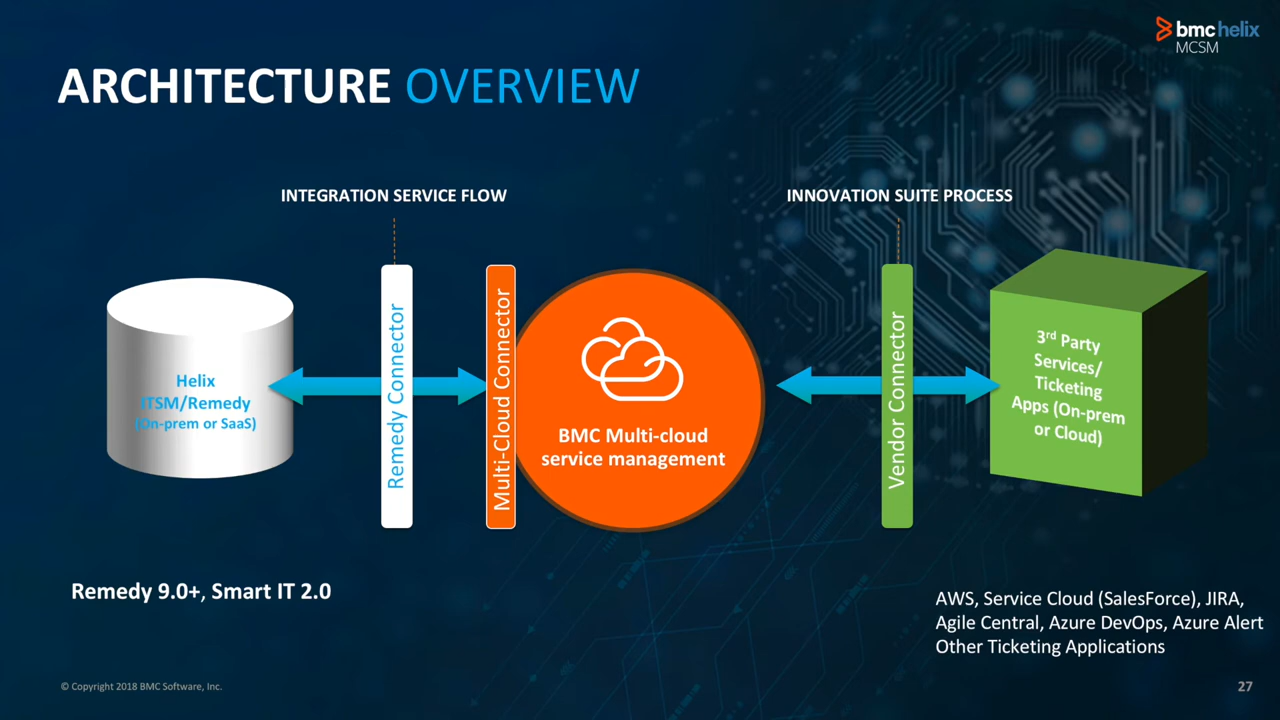 bmchelix
MCSM
ARCHITECTURE OVERVIEW
INTEGRATION SERVICE FLOW
INNOVATION SUITE PROCESS
Helix
ITSM/Remedy
(On-prem or SaaS)
Remedy Connector
Multi-Cloud Connector
BMC Multi-cloud
service management
Vendor Connector
3rd Party
Services/
Ticketing
Apps (On-prem
or Cloud)
Remedy 9.0+, Smart IT 2.0
AWS, Service Cloud (SalesForce), JIRA,
Agile Central, Azure DevOps, Azure Alert
Other Ticketing Applications
© Copyright 2018 BMC Software, Inc.
27